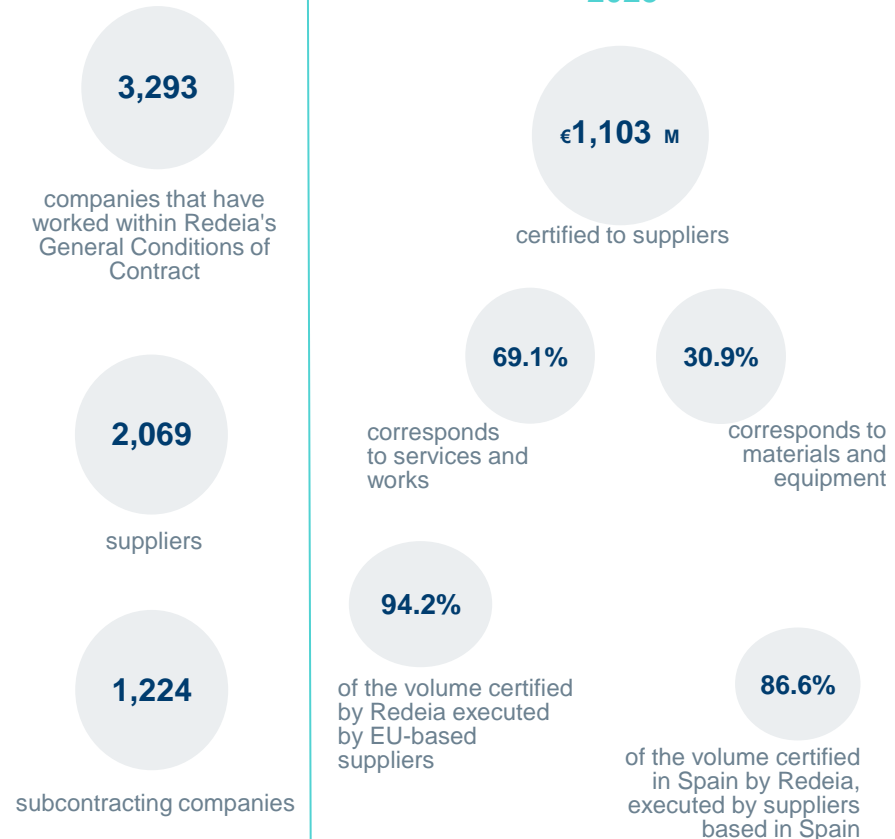 3,293
companies that have
worked within Redeia's
General Conditions of
Contract
2,069
suppliers
1,224
subcontracting companies
€1,103 M
certified to suppliers
69.1%
corresponds
to services and
works
30.9%
corresponds to
materials and
equipment
94.2%
of the volume certified
by Redeia executed
by EU-based
suppliers
86.6%
of the volume certified
in Spain by Redeia,
executed by suppliers
based in Spain